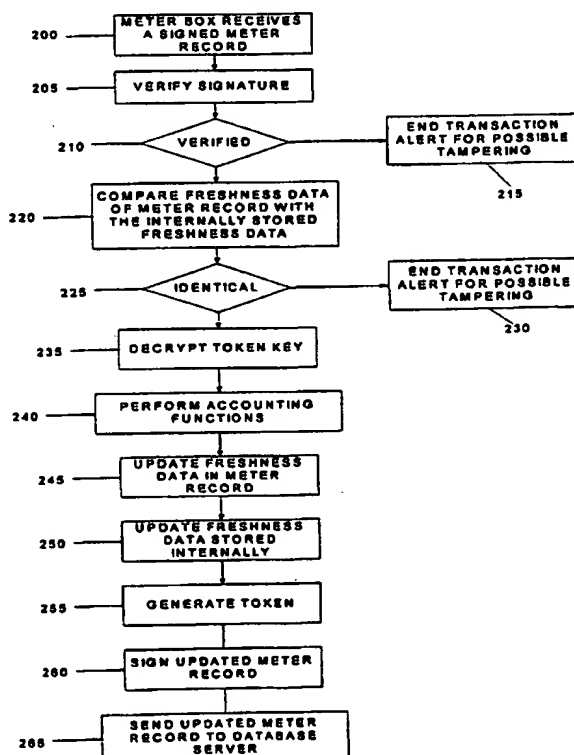 200
METER BOX RECEIVES
A SIGNED METER
RECORD
205
VERIFY SIGNATURE
210
VERIFIED
END TRANSACTION
ALERT FOR POSSIBLE
TAMPERING
215
220
COMPARE FRESHNESS DATA
OF METER RECORD WITH
THE INTERNALLY STORED
FRESHNESS DATA
225
IDENTICAL
END TRANSACTION
ALERT FOR POSSIBLE
TAMPERING
230
235
DECRYPT TOKEN KEY
240
PERFORM ACCOUNTING
FUNCTIONS
245
UPDATE FRESHNESS
DATA IN METER
RECORD
250
UPDATE FRESHNESS
DATA STORED
INTERNALLY
255
GENERATE TOKEN
260
SIGN UPDATED METER
RECORD
265
SEND UPDATED METER
RECORD TO DATABASE
SERVER